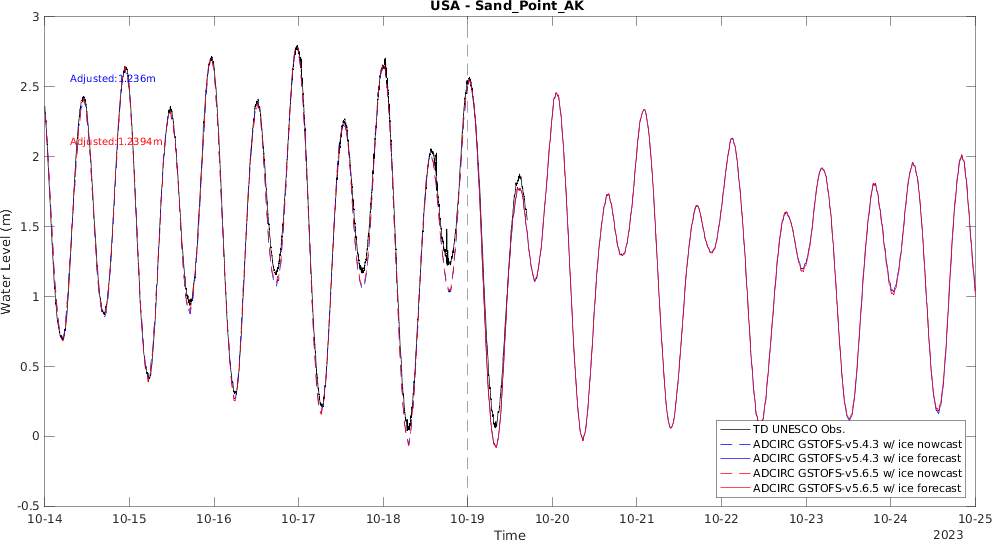 USA - Sand_Point_AK
3
2.5
2
1.5
1
0.5
0
-0.5
Water Level (m)
Adjusted:1.236m
Adjusted:1.2394m
TD UNESCO Obs.
ADCIRC GSTOFS-v5.4.3 w/ ice nowcast
ADCIRC GSTOFS-v5.4.3 w/ ice forecast
ADCIRC GSTOFS-v5.6.5 w/ ice nowcast
ADCIRC GSTOFS-v5.6.5 w/ ice forecast
10-14 10-15 10-16 10-17 10-18 10-19 10-20 10-21 10-22 10-23 10-24 10-25
Time
2023